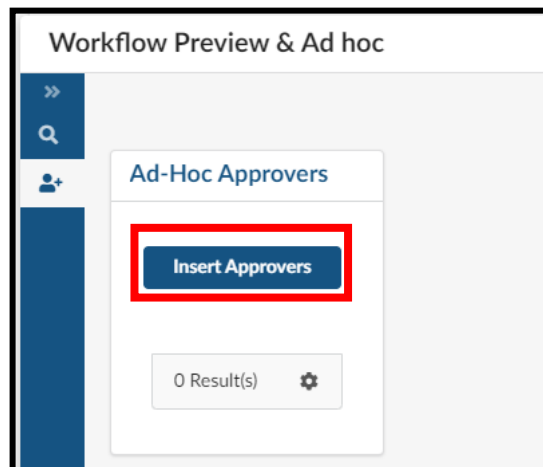 Workflow Preview & Ad hoc
Ad-Hoc Approvers
Insert Approvers
0 Result(s)